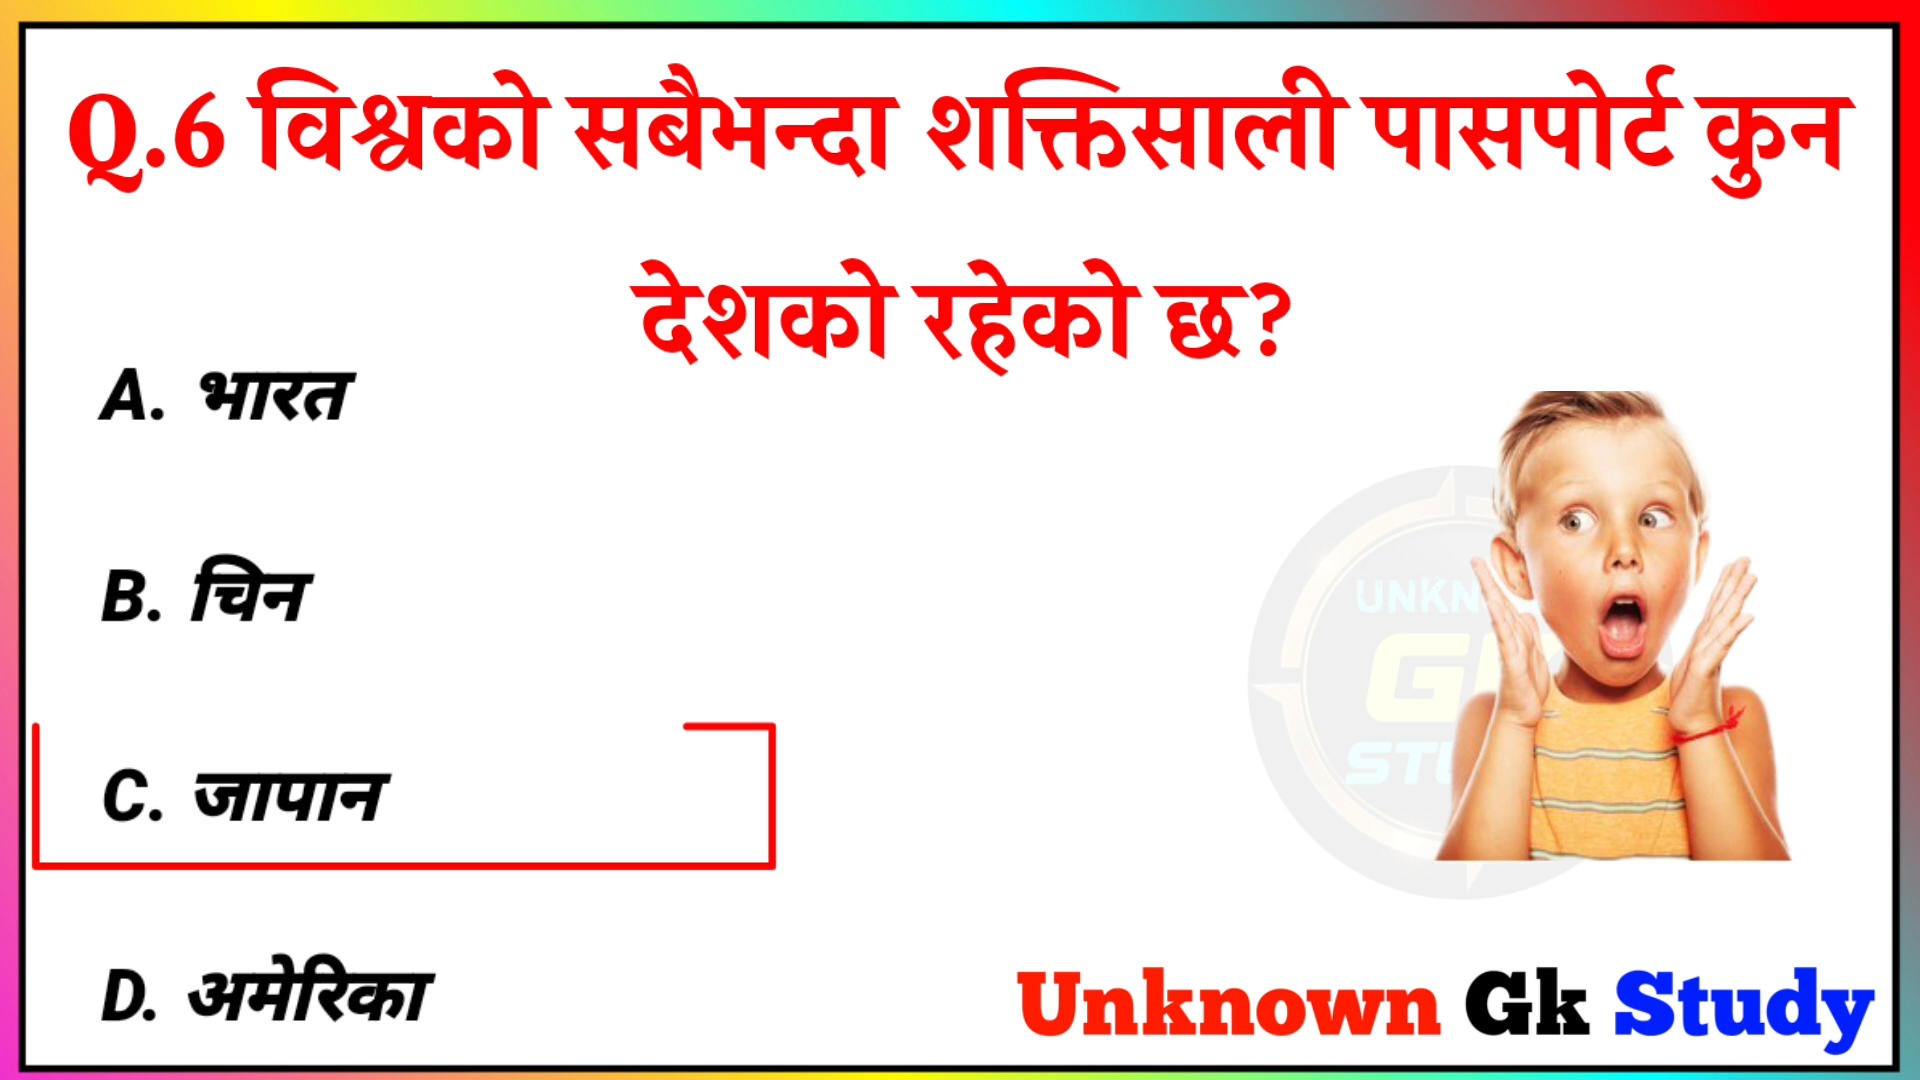 Q.6 विश्वको सबैभन्दा शक्तिसाली पासपोर्ट कुन
देशको रहेको छ?
A. भारत
B. चिन
C. जापान
D. अमेरिका
Unknown Gk Study